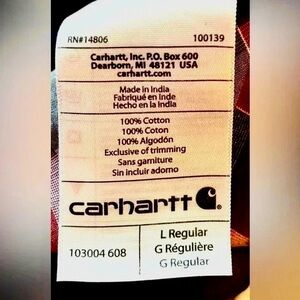 RN#14806 100139
Carhartt, Inc. P.O. Box 600
Dearborn, MI 48121 USA
carhartt.com
Made in India
Fabriqué en Inde
Hecho en la India
100% Cotton
100% Coton
100% Algodón
Exclusive of trimming
Sans garniture
Sin incluir adorno
carhartt
103004 608
L Regular
G Régulière
G Regular